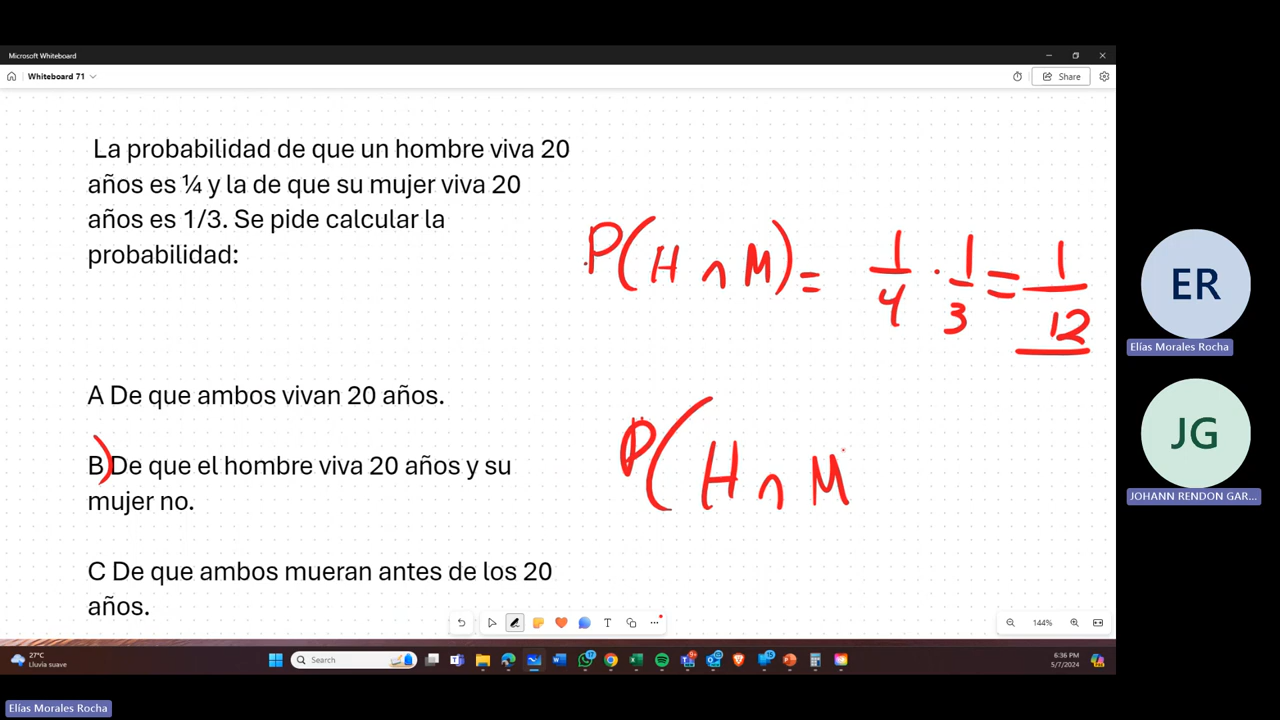 Microsoft Whiteboard
Whiteboard 71
Share
La probabilidad de que un hombre viva 20
años es ¼ y la de que su mujer viva 20
años es 1/3. Se pide calcular la
probabilidad:
P(H ∩ M) = 1/4 · 1/3 = 1/12
A De que ambos vivan 20 años.
B) De que el hombre viva 20 años y su
mujer no.
P(H ∩ M
C De que ambos mueran antes de los 20
años.
T
144%
ER
Elías Morales Rocha
JG
JOHANN RENDON GAR...
27°C
Lluvia suave
Search
17
9+
15
6:36 PM
5/7/2024
Elías Morales Rocha